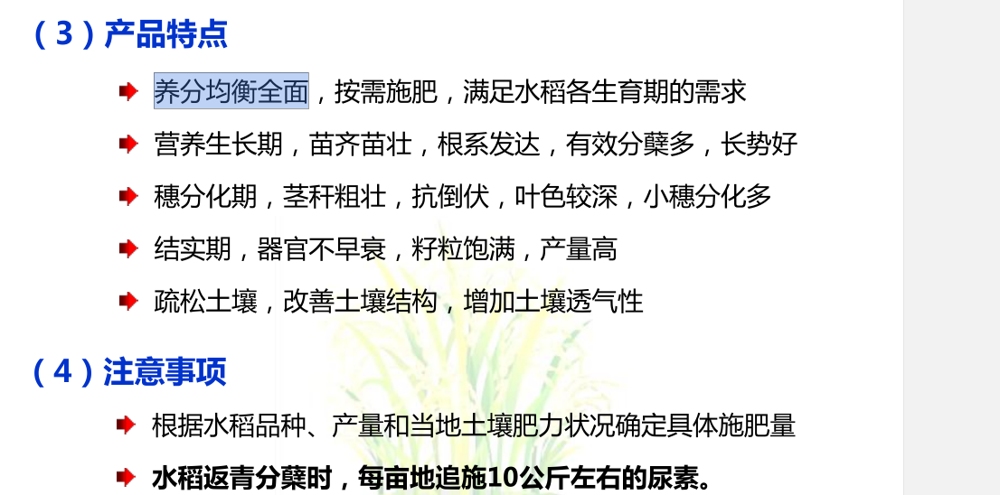 （3）产品特点
养分均衡全面，按需施肥，满足水稻各生育期的需求
营养生长期，苗齐苗壮，根系发达，有效分蘖多，长势好
穗分化期，茎秆粗壮，抗倒伏，叶色较深，小穗分化多
结实期，器官不早衰，籽粒饱满，产量高
疏松土壤，改善土壤结构，增加土壤透气性
（4）注意事项
根据水稻品种、产量和当地土壤肥力状况确定具体施肥量
水稻返青分蘖时，每亩地追施10公斤左右的尿素。